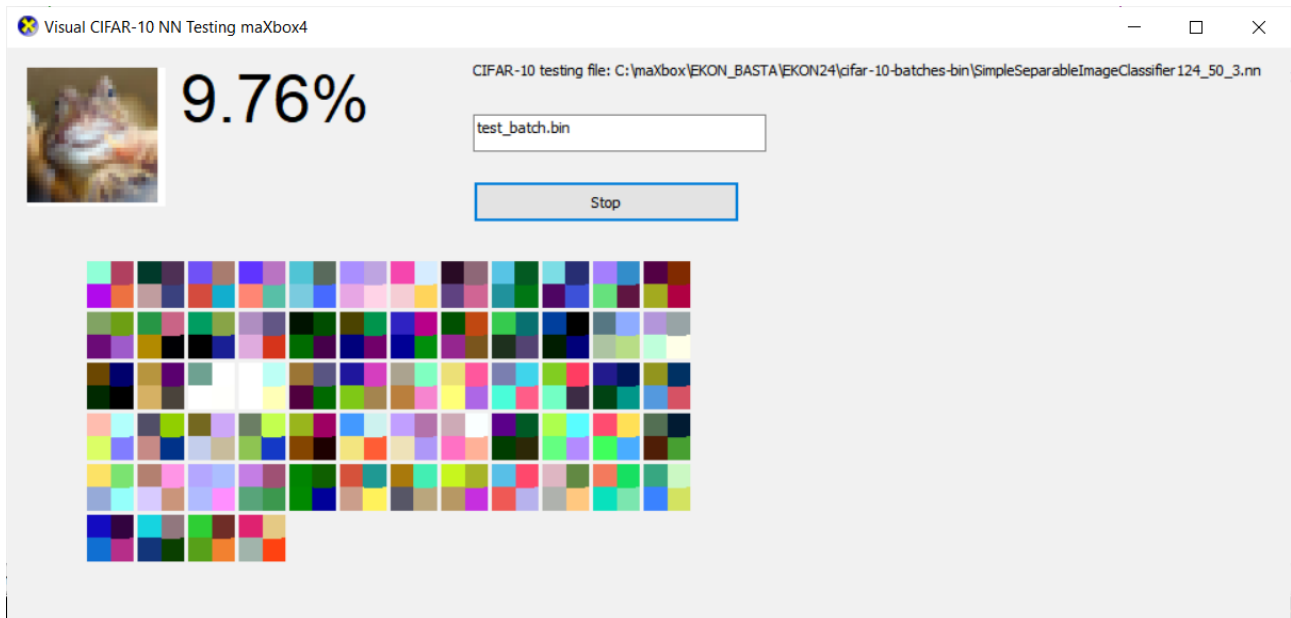 Visual CIFAR-10 NN Testing maXbox4
9.76%
CIFAR-10 testing file: C:\maXbox\EKON_BASTA\EKON24\cifar-10-batches-bin\SimpleSeparableImageClassifier124_50_3.nn
test_batch.bin
Stop